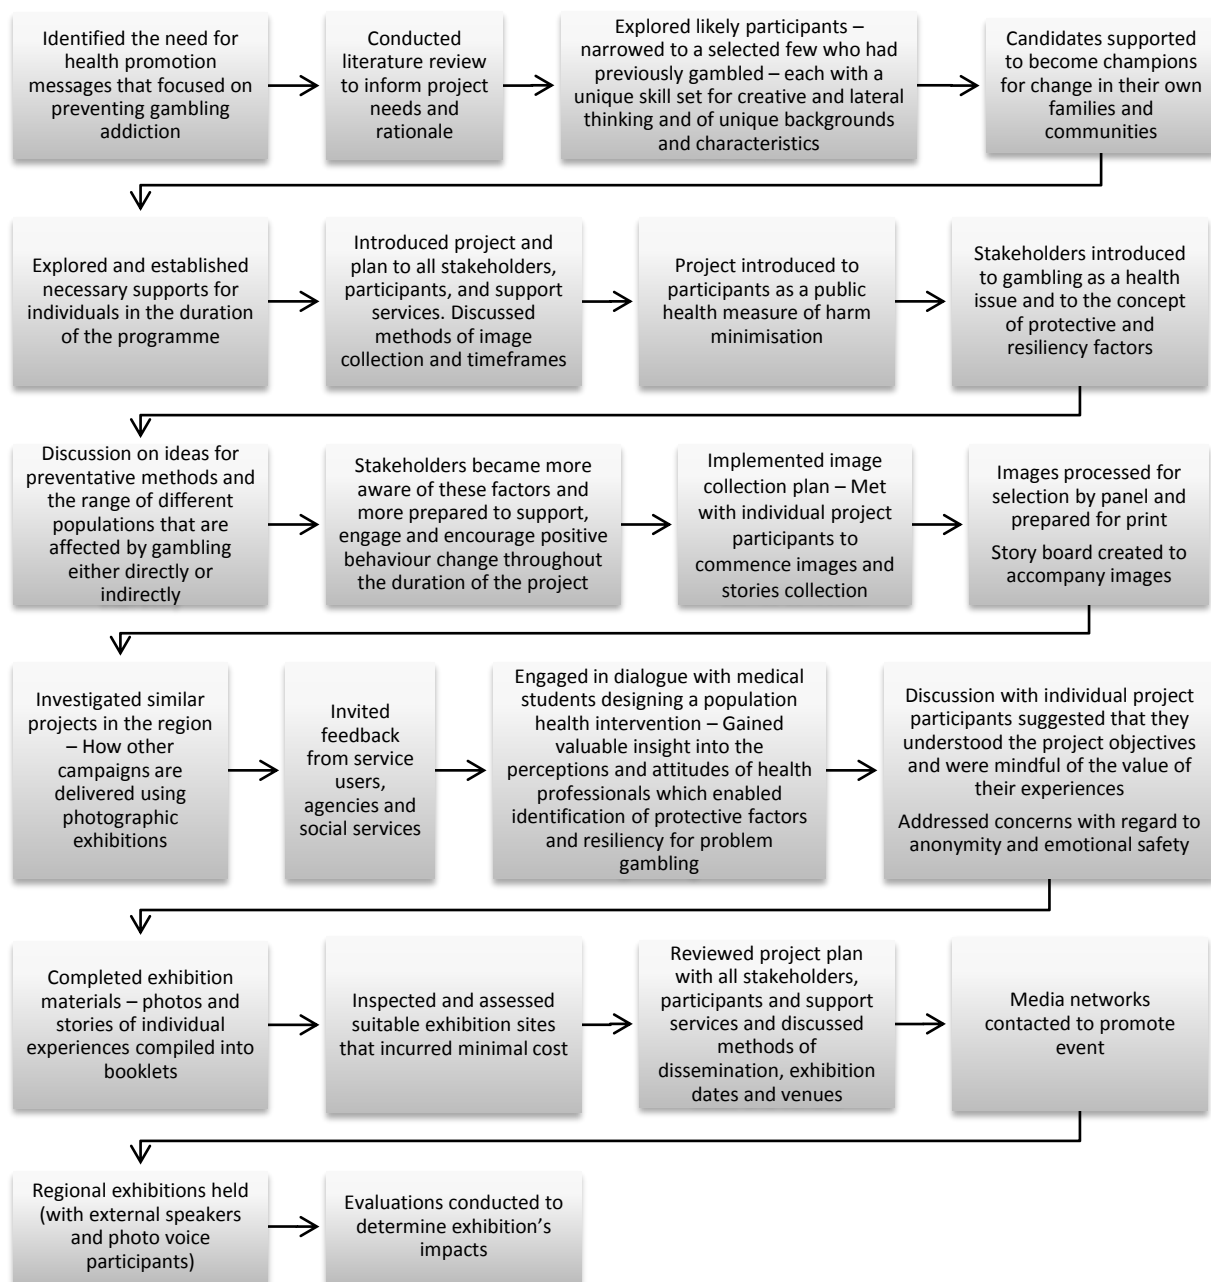 Identified the need for
health promotion
messages that focused on
preventing gambling
addiction
Conducted
literature review
to inform project
needs and
rationale
Explored likely participants –
narrowed to a selected few who had
previously gambled – each with a
unique skill set for creative and lateral
thinking and of unique backgrounds
and characteristics
Candidates supported
to become champions
for change in their own
families and
communities
Explored and established
necessary supports for
individuals in the duration
of the programme
Introduced project and
plan to all stakeholders,
participants, and support
services. Discussed
methods of image
collection and timeframes
Project introduced to
participants as a public
health measure of harm
minimisation
Stakeholders introduced
to gambling as a health
issue and to the concept
of protective and
resiliency factors
Discussion on ideas for
preventative methods and
the range of different
populations that are
affected by gambling
either directly or
indirectly
Stakeholders became more
aware of these factors and
more prepared to support,
engage and encourage positive
behaviour change throughout
the duration of the project
Implemented image
collection plan – Met
with individual project
participants to
commence images and
stories collection
Images processed for
selection by panel and
prepared for print
Story board created to
accompany images
Investigated similar
projects in the region
– How other
campaigns are
delivered using
photographic
exhibitions
Invited
feedback
from service
users,
agencies and
social services
Engaged in dialogue with medical
students designing a population
health intervention – Gained
valuable insight into the
perceptions and attitudes of health
professionals which enabled
identification of protective factors
and resiliency for problem
gambling
Discussion with individual project
participants suggested that they
understood the project objectives
and were mindful of the value of
their experiences
Addressed concerns with regard to
anonymity and emotional safety
Completed exhibition
materials – photos and
stories of individual
experiences compiled into
booklets
Inspected and assessed
suitable exhibition sites
that incurred minimal cost
Reviewed project plan
with all stakeholders,
participants and support
services and discussed
methods of
dissemination, exhibition
dates and venues
Media networks
contacted to promote
event
Regional exhibitions held
(with external speakers
and photo voice
participants)
Evaluations conducted to
determine exhibition's
impacts